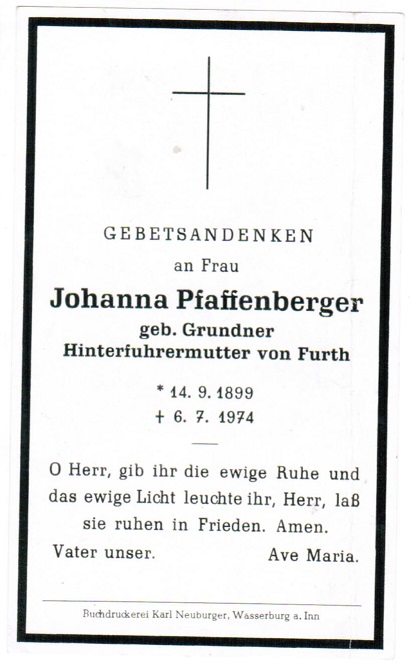 GEBETSANDENKEN
an Frau
Johanna Pfaffenberger
geb. Grundner
Hinterfuhrermutter von Furth
* 14. 9. 1899
† 6. 7. 1974
O Herr, gib ihr die ewige Ruhe und
das ewige Licht leuchte ihr, Herr, laß
sie ruhen in Frieden. Amen.
Vater unser. Ave Maria.
Buchdruckerei Karl Neuburger, Wasserburg a. Inn